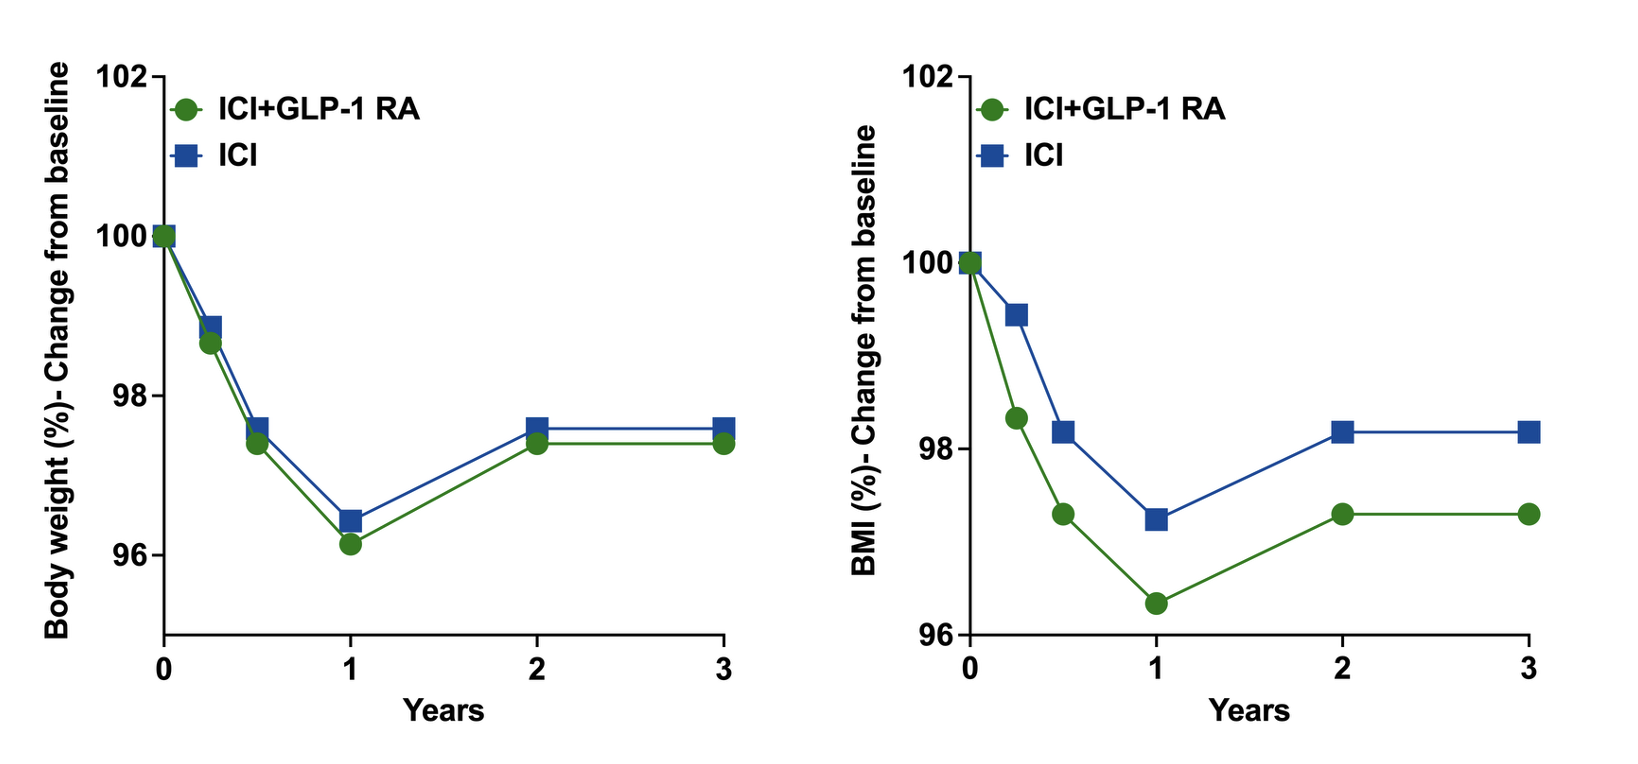 Body weight (%)- Change from baseline
102
100
98
96
ICI+GLP-1 RA
ICI
0 1 2 3
Years
BMI (%)- Change from baseline
102
100
98
96
ICI+GLP-1 RA
ICI
0 1 2 3
Years